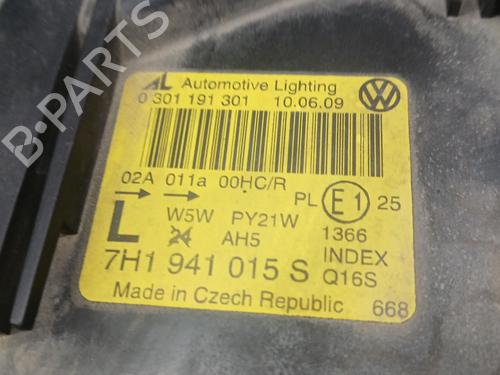 AL Automotive Lighting
0 301 191 301 10.06.09
02A 011a 00HC/R
PL E1 25
L W5W PY21W 1366
24 AH5 INDEX
7H1 941 015 S Q16S
Made in Czech Republic 668
B-PARTS